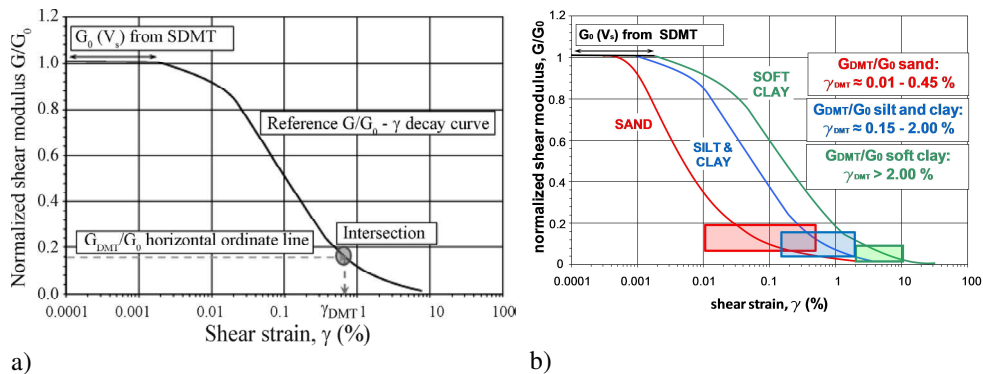 a)
Normalized shear modulus G/G0
1.2
1.0
0.8
0.6
0.4
0.2
0.0
G0 (Vs) from SDMT
Reference G/G0 - γ decay curve
GDMT/G0 horizontal ordinate line
Intersection
0.0001 0.001 0.01 0.1 γDMT 1 10 100
Shear strain, γ (%)
b)
normalized shear modulus, G/G0
1.2
1
0.8
0.6
0.4
0.2
0
G0 (Vs) from SDMT
SAND
SILT &
CLAY
SOFT
CLAY
GDMT/G0 sand:
γDMT ≈ 0.01 - 0.45 %
GDMT/G0 silt and clay:
γDMT ≈ 0.15 - 2.00 %
GDMT/G0 soft clay:
γDMT > 2.00 %
0.0001 0.001 0.01 0.1 1 10 100
shear strain, γ (%)